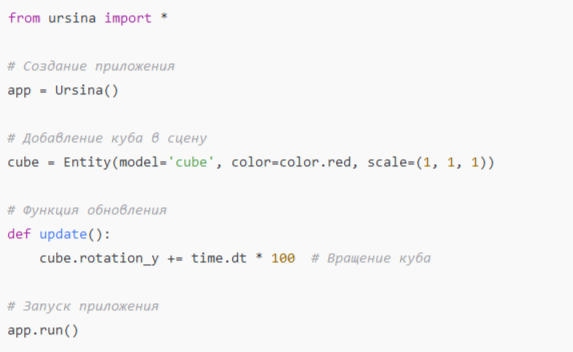 from ursina import *
# Создание приложения
app = Ursina()
# Добавление куба в сцену
cube = Entity(model='cube', color=color.red, scale=(1, 1, 1))
# Функция обновления
def update():
    cube.rotation_y += time.dt * 100  # Вращение куба
# Запуск приложения
app.run()